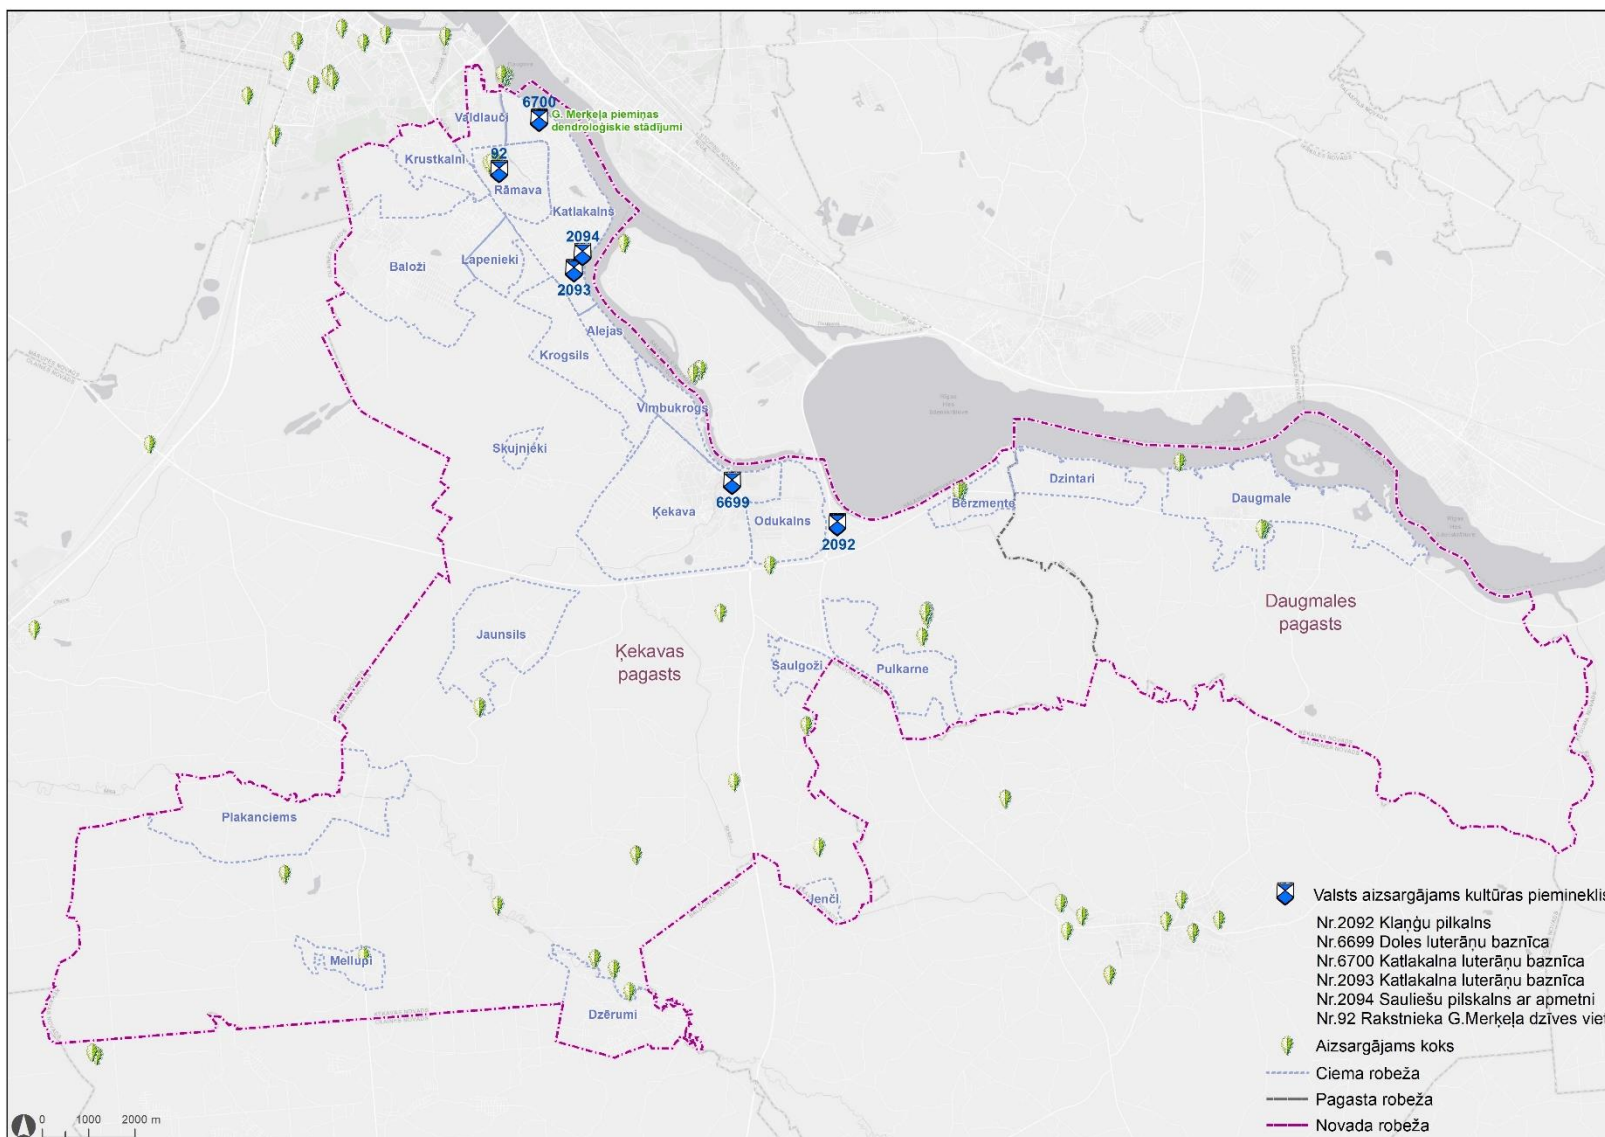 6700
G. Merķeļa piemiņas
dendroloģiskie stādījumi
Valdlauči
92
Krustkalni
Rāmava
Katlakalns
2094
Baloži
Lapenieki
2093
Alejas
Krogsils
Vimbukrogs
Skujnieki
6699
Ķekava
Odukalns
2092
Bērzmente
Dzintari
Daugmale
Daugmales
pagasts
Jaunsils
Ķekavas
pagasts
Saulgoži
Pulkarne
Plakanciems
Jenči
Mellupi
Dzērumi
Valsts aizsargājams kultūras piemineklis
Nr.2092 Klaņģu pilkalns
Nr.6699 Doles luterāņu baznīca
Nr.6700 Katlakalna luterāņu baznīca
Nr.2093 Katlakalna luterāņu baznīca
Nr.2094 Sauliešu pilskalns ar apmetni
Nr.92 Rakstnieka G.Merķeļa dzīves viet
Aizsargājams koks
Ciema robeža
Pagasta robeža
Novada robeža
0 1000 2000 m